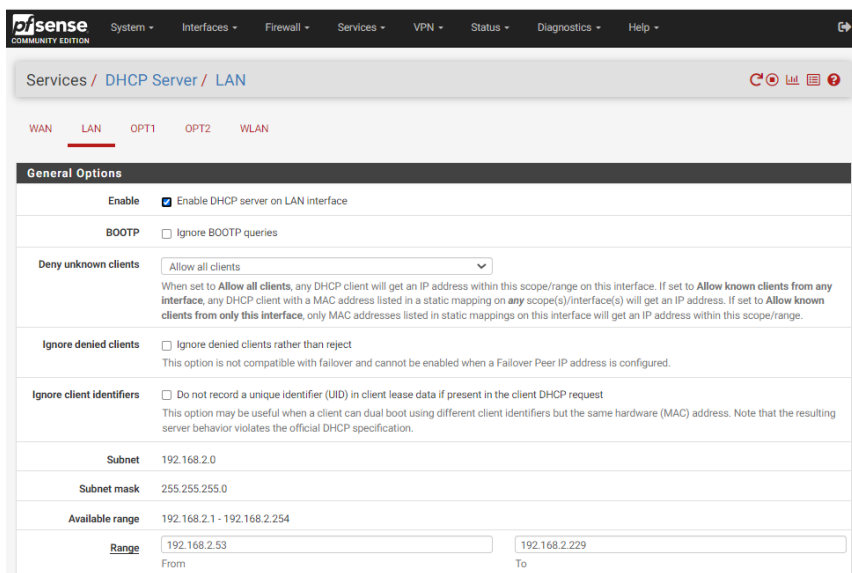 pfsense
COMMUNITY EDITION
System
Interfaces
Firewall
Services
VPN
Status
Diagnostics
Help
Services / DHCP Server / LAN
WAN
LAN
OPT1
OPT2
WLAN
General Options
Enable
Enable DHCP server on LAN interface
BOOTP
Ignore BOOTP queries
Deny unknown clients
Allow all clients
When set to Allow all clients, any DHCP client will get an IP address within this scope/range on this interface. If set to Allow known clients from any
interface, any DHCP client with a MAC address listed in a static mapping on any scope(s)/interface(s) will get an IP address. If set to Allow known
clients from only this interface, only MAC addresses listed in static mappings on this interface will get an IP address within this scope/range.
Ignore denied clients
Ignore denied clients rather than reject
This option is not compatible with failover and cannot be enabled when a Failover Peer IP address is configured.
Ignore client identifiers
Do not record a unique identifier (UID) in client lease data if present in the client DHCP request
This option may be useful when a client can dual boot using different client identifiers but the same hardware (MAC) address. Note that the resulting
server behavior violates the official DHCP specification.
Subnet
192.168.2.0
Subnet mask
255.255.255.0
Available range
192.168.2.1 - 192.168.2.254
Range
192.168.2.53
192.168.2.229
From
To